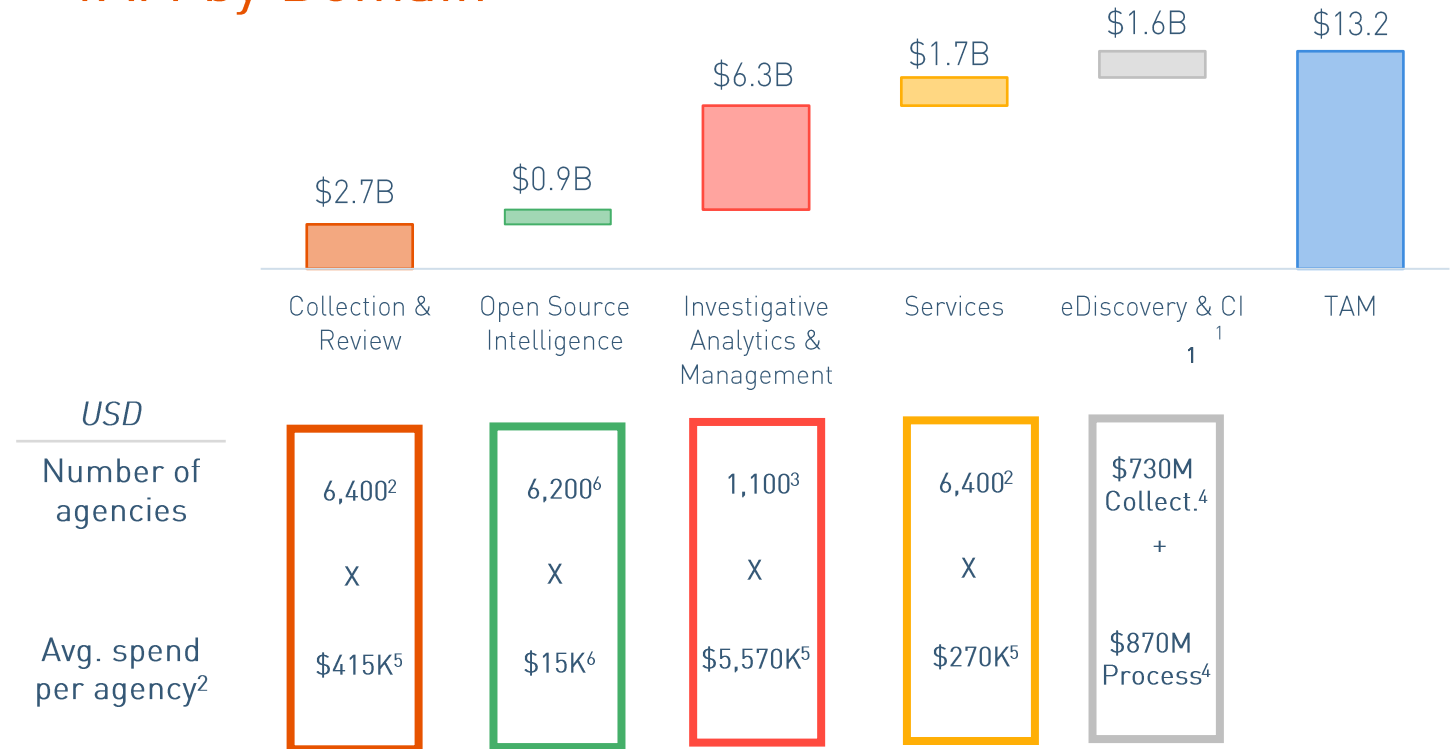 by Domain
$2.7B
$0.9B
$6.3B
$1.7B
$1.6B
$13.2
Collection &
Review
Open Source
Intelligence
Investigative
Analytics &
Management
Services
eDiscovery & CI
1
1
TAM
USD
Number of
agencies
6,400²
6,200⁶
1,100³
6,400²
$730M
Collect.⁴
X
X
X
X
+
Avg. spend
per agency²
$415K⁵
$15K⁶
$5,570K⁵
$270K⁵
$870M
Process⁴